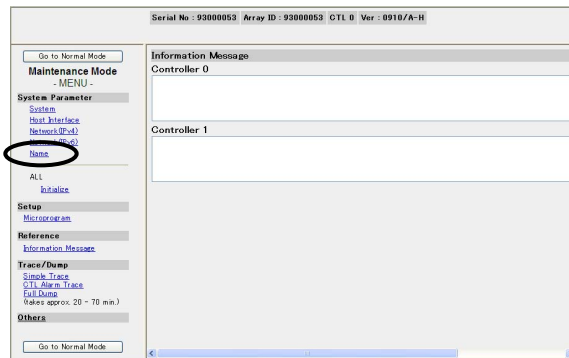 Serial No : 93000053 Array ID : 93000053 CTL 0 Ver : 0910/A-H
Go to Normal Mode
Maintenance Mode
- MENU -
System Parameter
System
Host Interface
Network(IPv4)
Network(IPv6)
Name
ALL
Initialize
Setup
Microprogram
Reference
Information Message
Trace/Dump
Simple Trace
CTL Alarm Trace
Full Dump
(takes approx. 20 - 70 min.)
Others
Go to Normal Mode
Information Message
Controller 0
Controller 1